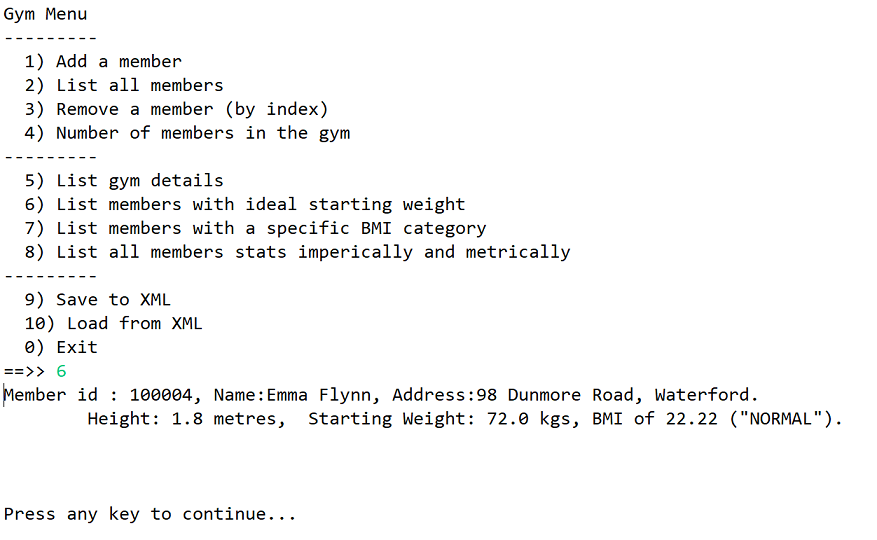 Gym Menu
---------
  1) Add a member
  2) List all members
  3) Remove a member (by index)
  4) Number of members in the gym
---------
  5) List gym details
  6) List members with ideal starting weight
  7) List members with a specific BMI category
  8) List all members stats imperically and metrically
---------
  9) Save to XML
  10) Load from XML
  0) Exit
==>> 6
Member id : 100004, Name:Emma Flynn, Address:98 Dunmore Road, Waterford.
        Height: 1.8 metres,  Starting Weight: 72.0 kgs, BMI of 22.22 ("NORMAL").
Press any key to continue...